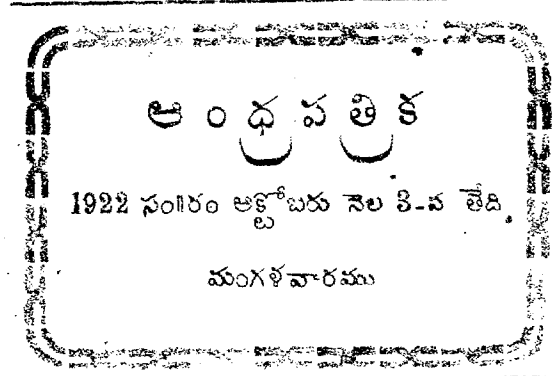 ఆంధ్రపత్రిక
1922 సం॥రం అక్టోబరు నెల 3-వ తేది
మంగళవారము